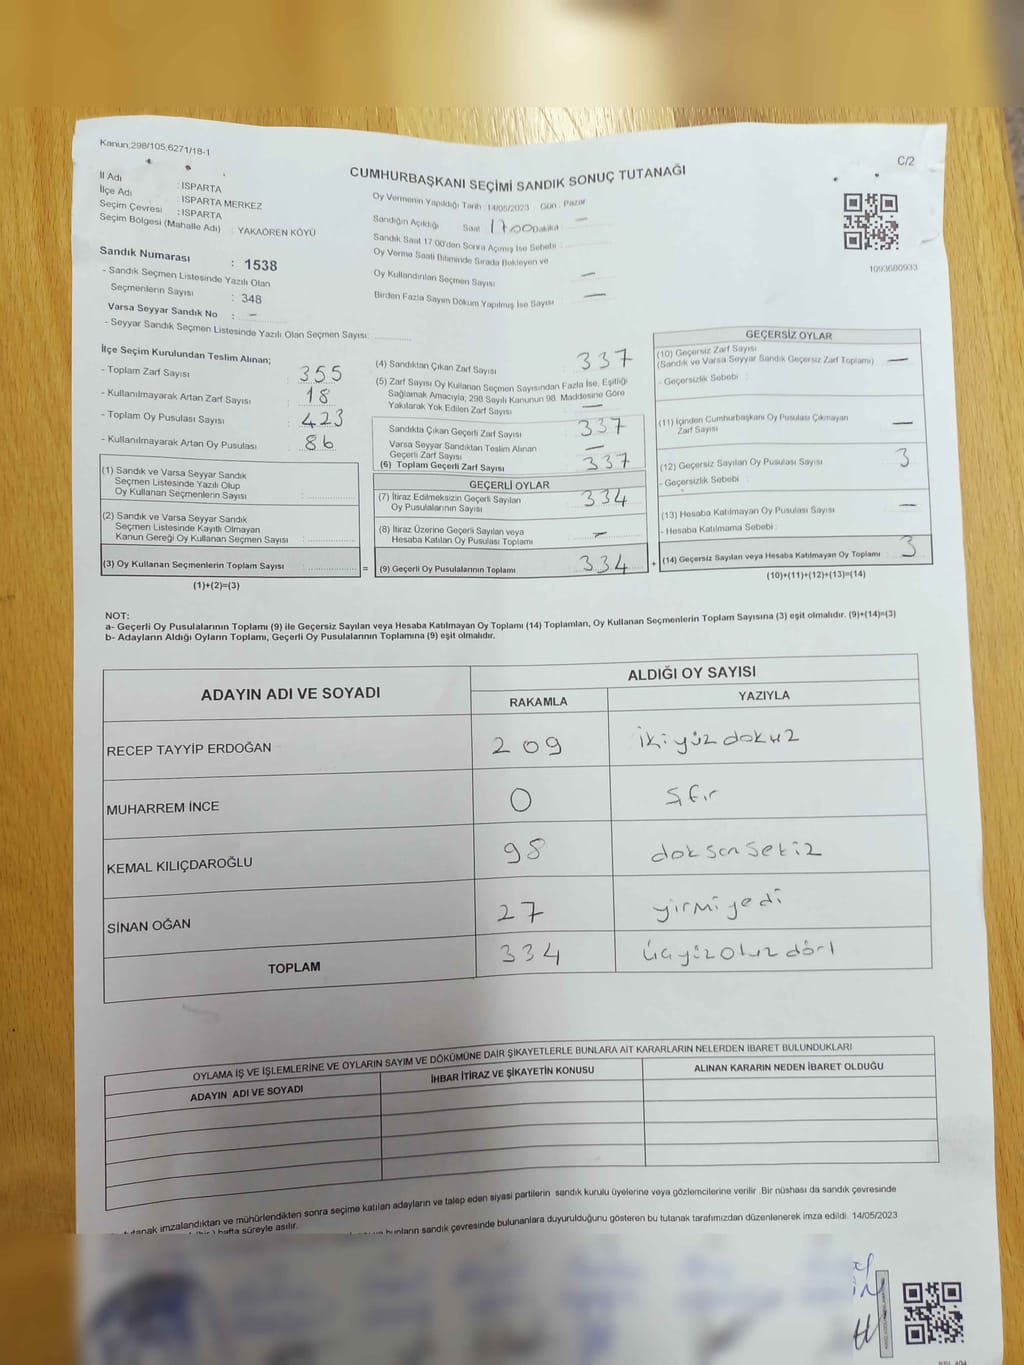 Kanun:298/105,6271/18-1
C/2
CUMHURBAŞKANI SEÇİMİ SANDIK SONUÇ TUTANAĞI
İl Adı : ISPARTA
İlçe Adı : ISPARTA MERKEZ
Seçim Çevresi : ISPARTA
Seçim Bölgesi (Mahalle Adı) : YAKAÖREN KÖYÜ
Sandık Numarası : 1538
- Sandık Seçmen Listesinde Yazılı Olan
Seçmenlerin Sayısı : 348
Varsa Seyyar Sandık No : —
- Seyyar Sandık Seçmen Listesinde Yazılı Olan Seçmen Sayısı:
Oy Vermenin Yapıldığı Tarih : 14/05/2023 Gün : Pazar
Sandığın Açıldığı Saat : 17 00 Dakika : —
Sandık Saat 17:00'den Sonra Açılmış İse Sebebi :
Oy Verme Saati Bitiminde Sırada Bekleyen ve
Oy Kullandırılan Seçmen Sayısı : —
Birden Fazla Sayım Döküm Yapılmış İse Sayısı : —
1093680933
İlçe Seçim Kurulundan Teslim Alınan;
- Toplam Zarf Sayısı : 355
- Kullanılmayarak Artan Zarf Sayısı : 18
- Toplam Oy Pusulası Sayısı : 423
- Kullanılmayarak Artan Oy Pusulası : 86
(1) Sandık ve Varsa Seyyar Sandık
Seçmen Listesinde Yazılı Olup
Oy Kullanan Seçmenlerin Sayısı :
(2) Sandık ve Varsa Seyyar Sandık
Seçmen Listesinde Kayıtlı Olmayan
Kanun Gereği Oy Kullanan Seçmen Sayısı :
(3) Oy Kullanan Seçmenlerin Toplam Sayısı : =
(1)+(2)=(3)
(4) Sandıktan Çıkan Zarf Sayısı : 337
(5) Zarf Sayısı Oy Kullanan Seçmen Sayısından Fazla İse, Eşitliği
Sağlamak Amacıyla; 298 Sayılı Kanunun 98. Maddesine Göre
Yakılarak Yok Edilen Zarf Sayısı : —
Sandıkta Çıkan Geçerli Zarf Sayısı : 337
Varsa Seyyar Sandıktan Teslim Alınan
Geçerli Zarf Sayısı : —
(6) Toplam Geçerli Zarf Sayısı : 337
GEÇERLİ OYLAR
(7) İtiraz Edilmeksizin Geçerli Sayılan
Oy Pusulasının Sayısı : 334
(8) İtiraz Üzerine Geçerli Sayılan veya
Hesaba Katılan Oy Pusulası Toplamı : —
(9) Geçerli Oy Pusulalarının Toplamı : 334 +
GEÇERSİZ OYLAR
(10) Geçersiz Zarf Sayısı
(Sandık ve Varsa Seyyar Sandık Geçersiz Zarf Toplamı) : —
- Geçersizlik Sebebi :
(11) İçinden Cumhurbaşkanı Oy Pusulası Çıkmayan
Zarf Sayısı : —
(12) Geçersiz Sayılan Oy Pusulası Sayısı : 3
- Geçersizlik Sebebi :
(13) Hesaba Katılmayan Oy Pusulası Sayısı : —
- Hesaba Katılmama Sebebi :
(14) Geçersiz Sayılan veya Hesaba Katılmayan Oy Toplamı : 3
(10)+(11)+(12)+(13)=(14)
NOT:
a- Geçerli Oy Pusulalarının Toplamı (9) ile Geçersiz Sayılan veya Hesaba Katılmayan Oy Toplamı (14) Toplamları, Oy Kullanan Seçmenlerin Toplam Sayısına (3) eşit olmalıdır. (9)+(14)=(3)
b- Adayların Aldığı Oyların Toplamı, Geçerli Oy Pusulalarının Toplamına (9) eşit olmalıdır.
ADAYIN ADI VE SOYADI
ALDIĞI OY SAYISI
RAKAMLA YAZIYLA
RECEP TAYYİP ERDOĞAN 209 ikiyüzdokuz
MUHARREM İNCE 0 Sıfır
KEMAL KILIÇDAROĞLU 98 doksansekiz
SİNAN OĞAN 27 yirmiyedi
TOPLAM 334 üçyüzotuzdört
OYLAMA İŞ VE İŞLEMLERİNE VE OYLARIN SAYIM VE DÖKÜMÜNE DAİR ŞİKAYETLERLE BUNLARA AİT KARARLARIN NELERDEN İBARET BULUNDUKLARI
ADAYIN ADI VE SOYADI İHBAR İTİRAZ VE ŞİKAYETİN KONUSU ALINAN KARARIN NEDEN İBARET OLDUĞU
tutanak imzalandıktan ve mühürlendikten sonra seçime katılan adayların ve talep eden siyasi partilerin sandık kurulu üyelerine veya gözlemcilerine verilir .Bir nüshası da sandık çevresinde
hafta süreyle asılır.
bunların sandık çevresinde bulunanlara duyurulduğunu gösteren bu tutanak tarafımızdan düzenlenerek imza edildi. 14/05/2023